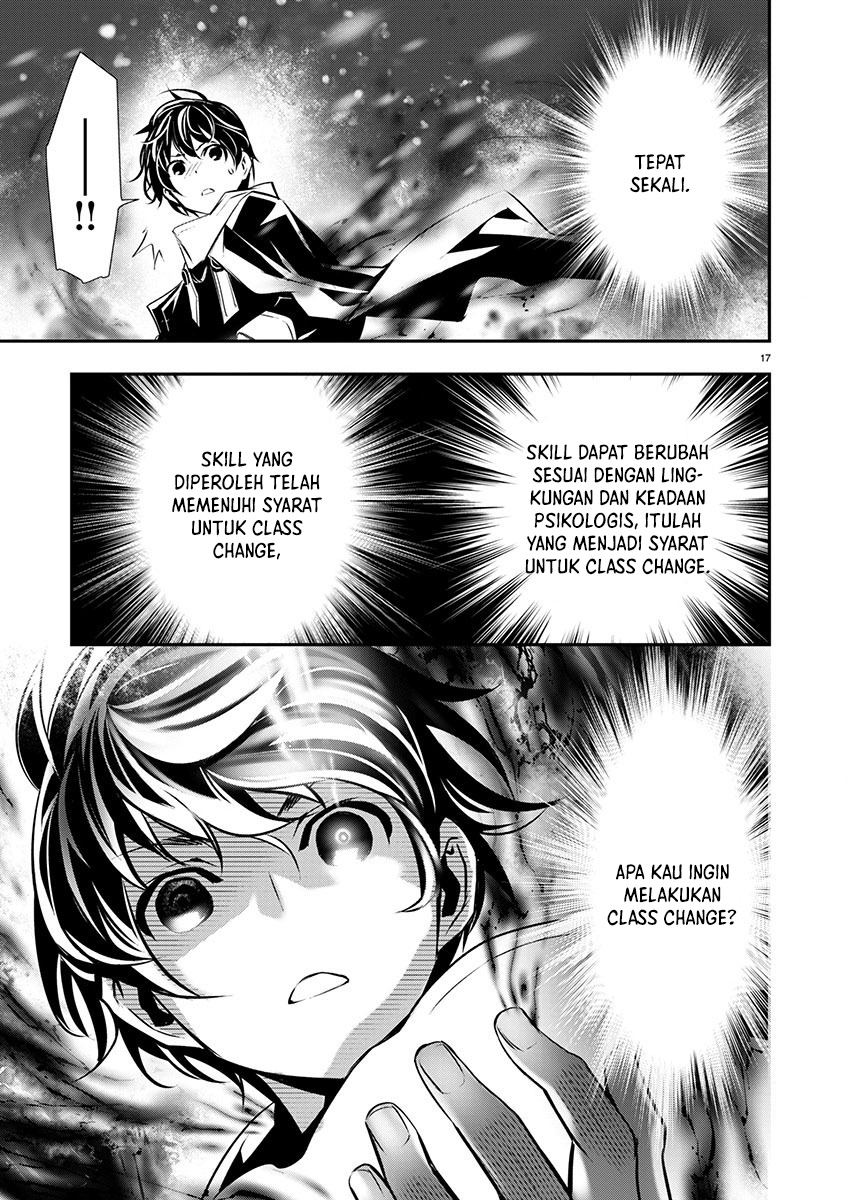 TEPAT
SEKALI.
—!!
17
SKILL DAPAT BERUBAH
SESUAI DENGAN LING-
KUNGAN DAN KEADAAN
PSIKOLOGIS, ITULAH
YANG MENJADI SYARAT
UNTUK CLASS CHANGE.
SKILL YANG
DIPEROLEH TELAH
MEMENUHI SYARAT
UNTUK CLASS
CHANGE,
APA KAU INGIN
MELAKUKAN
CLASS CHANGE?